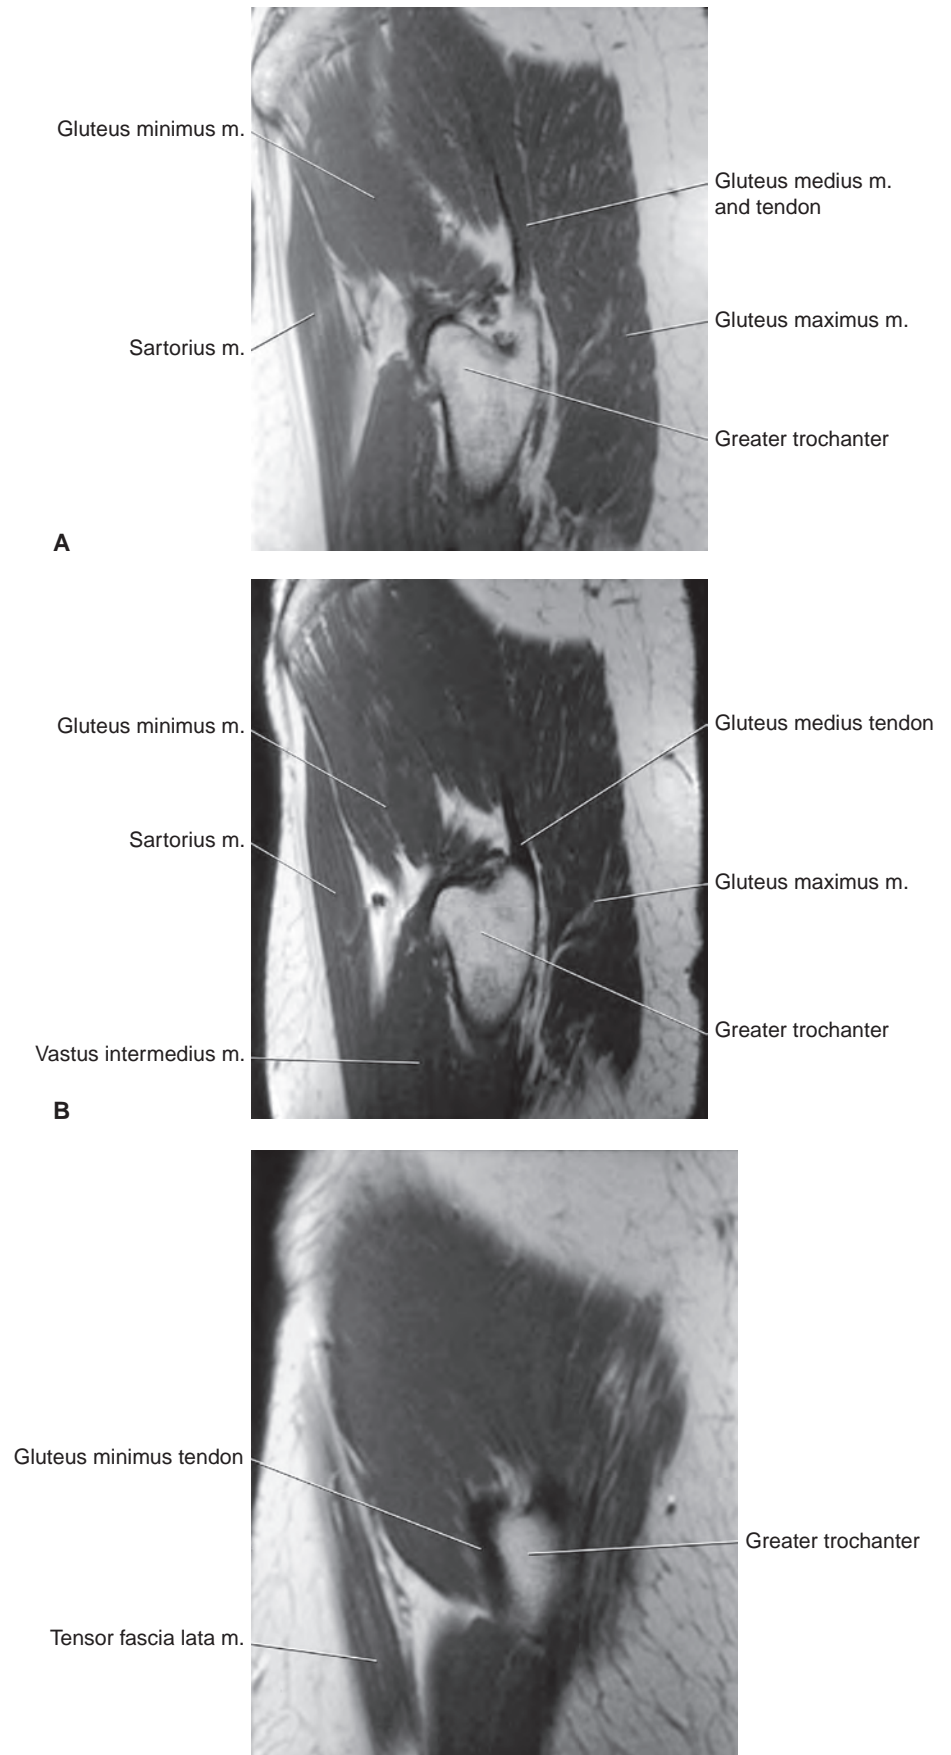 Gluteus minimus m.
Gluteus medius m.
and tendon
Gluteus maximus m.
Sartorius m.
Greater trochanter
A
Gluteus minimus m.
Gluteus medius tendon
Sartorius m.
Gluteus maximus m.
Greater trochanter
Vastus intermedius m.
B
Gluteus minimus tendon
Greater trochanter
Tensor fascia lata m.